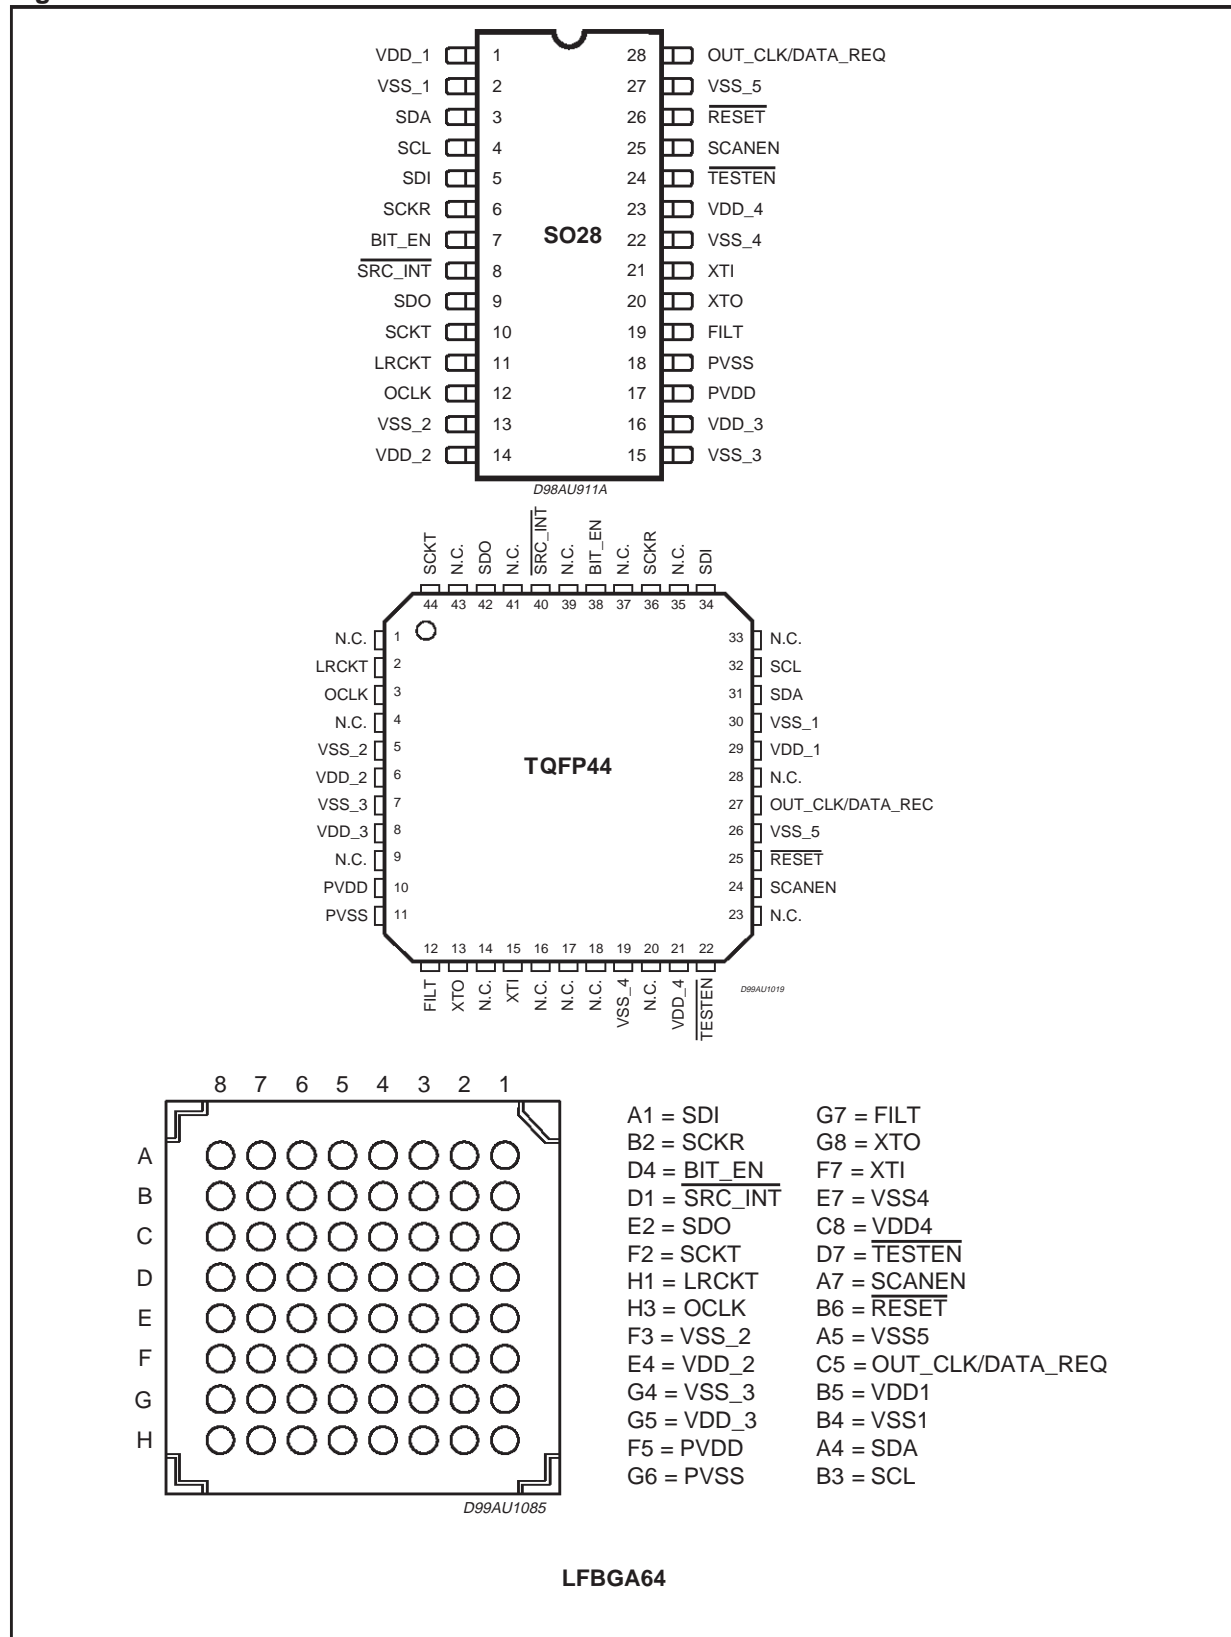 VDD_1 1 28 OUT_CLK/DATA_REQ
VSS_1 2 27 VSS_5
SDA 3 26 RESET
SCL 4 25 SCANEN
SDI 5 24 TESTEN
SCKR 6 23 VDD_4
BIT_EN 7 SO28 22 VSS_4
SRC_INT 8 21 XTI
SDO 9 20 XTO
SCKT 10 19 FILT
LRCKT 11 18 PVSS
OCLK 12 17 PVDD
VSS_2 13 16 VDD_3
VDD_2 14 15 VSS_3
D98AU911A
SCKT N.C. SDO N.C. SRC_INT N.C. BIT_EN N.C. SCKR N.C. SDI
44 43 42 41 40 39 38 37 36 35 34
N.C. 1 33 N.C.
LRCKT 2 32 SCL
OCLK 3 31 SDA
N.C. 4 30 VSS_1
VSS_2 5 29 VDD_1
TQFP44
VDD_2 6 28 N.C.
VSS_3 7 27 OUT_CLK/DATA_REC
VDD_3 8 26 VSS_5
N.C. 9 25 RESET
PVDD 10 24 SCANEN
PVSS 11 23 N.C.
12 13 14 15 16 17 18 19 20 21 22
FILT XTO N.C. XTI N.C. N.C. N.C. VSS_4 N.C. VDD_4 TESTEN
D99AU1019
8 7 6 5 4 3 2 1
A
B
C
D
E
F
G
H
D99AU1085
A1 = SDI
B2 = SCKR
D4 = BIT_EN
D1 = SRC_INT
E2 = SDO
F2 = SCKT
H1 = LRCKT
H3 = OCLK
F3 = VSS_2
E4 = VDD_2
G4 = VSS_3
G5 = VDD_3
F5 = PVDD
G6 = PVSS
G7 = FILT
G8 = XTO
F7 = XTI
E7 = VSS4
C8 = VDD4
D7 = TESTEN
A7 = SCANEN
B6 = RESET
A5 = VSS5
C5 = OUT_CLK/DATA_REQ
B5 = VDD1
B4 = VSS1
A4 = SDA
B3 = SCL
LFBGA64